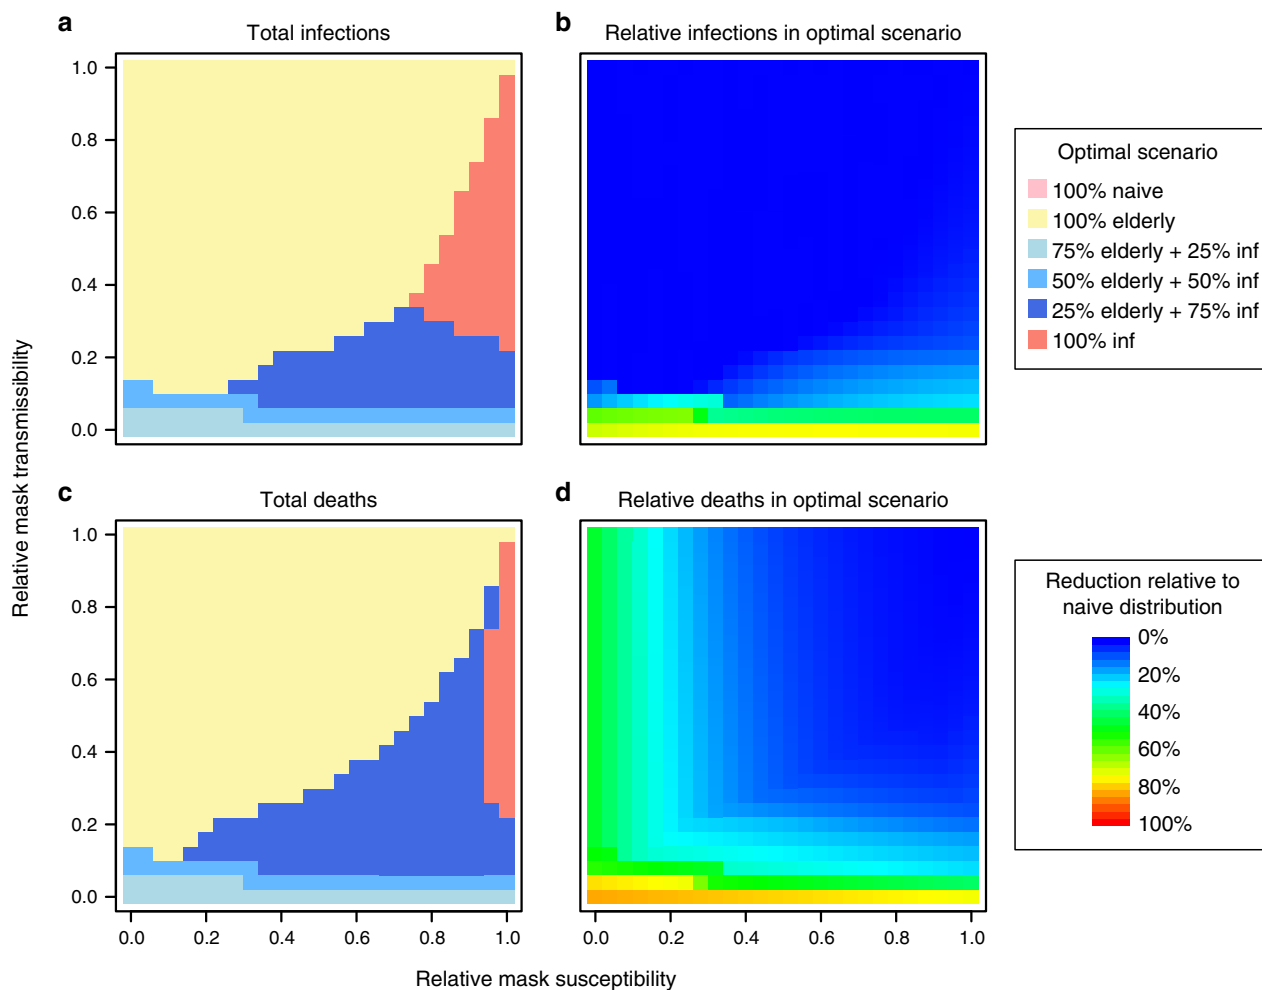 a
Total infections
b
Relative infections in optimal scenario
1.0
0.8
0.6
0.4
0.2
0.0
Optimal scenario
100% naive
100% elderly
75% elderly + 25% inf
50% elderly + 50% inf
25% elderly + 75% inf
100% inf
Relative mask transmissibility
c
Total deaths
d
Relative deaths in optimal scenario
1.0
0.8
0.6
0.4
0.2
0.0
0.0 0.2 0.4 0.6 0.8 1.0
0.0 0.2 0.4 0.6 0.8 1.0
Relative mask susceptibility
Reduction relative to
naive distribution
0%
20%
40%
60%
80%
100%